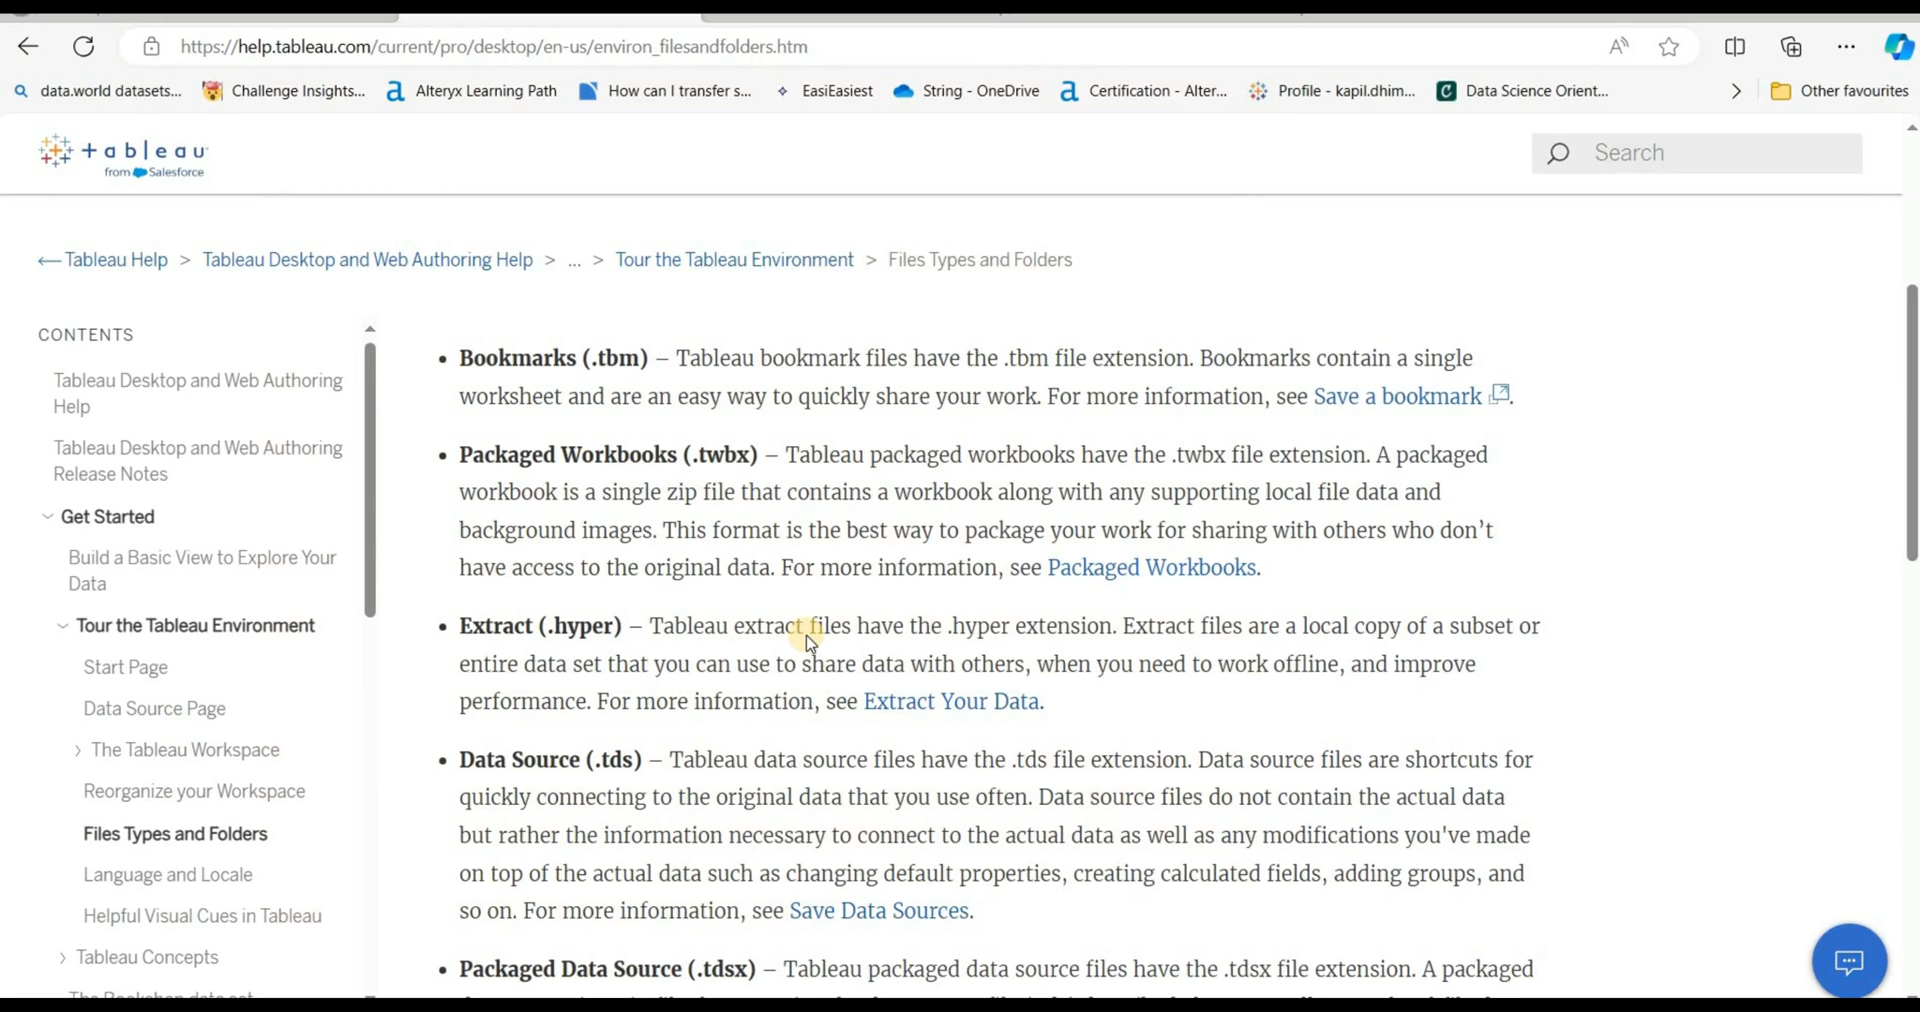 https://help.tableau.com/current/pro/desktop/en-us/environ_filesandfolders.htm
data.world datasets...
Challenge Insights...
Alteryx Learning Path
How can I transfer s...
EasiEasiest
String - OneDrive
Certification - Alter...
Profile - kapil.dhim...
Data Science Orient...
Other favourites
+ a b | e a u
from Salesforce
Search
Tableau Help > Tableau Desktop and Web Authoring Help > ... > Tour the Tableau Environment > Files Types and Folders
CONTENTS
Tableau Desktop and Web Authoring
Help
Tableau Desktop and Web Authoring
Release Notes
Get Started
Build a Basic View to Explore Your
Data
Tour the Tableau Environment
Start Page
Data Source Page
The Tableau Workspace
Reorganize your Workspace
Files Types and Folders
Language and Locale
Helpful Visual Cues in Tableau
Tableau Concepts
• Bookmarks (.tbm) – Tableau bookmark files have the .tbm file extension. Bookmarks contain a single
worksheet and are an easy way to quickly share your work. For more information, see Save a bookmark.
• Packaged Workbooks (.twbx) – Tableau packaged workbooks have the .twbx file extension. A packaged
workbook is a single zip file that contains a workbook along with any supporting local file data and
background images. This format is the best way to package your work for sharing with others who don’t
have access to the original data. For more information, see Packaged Workbooks.
• Extract (.hyper) – Tableau extract files have the .hyper extension. Extract files are a local copy of a subset or
entire data set that you can use to share data with others, when you need to work offline, and improve
performance. For more information, see Extract Your Data.
• Data Source (.tds) – Tableau data source files have the .tds file extension. Data source files are shortcuts for
quickly connecting to the original data that you use often. Data source files do not contain the actual data
but rather the information necessary to connect to the actual data as well as any modifications you've made
on top of the actual data such as changing default properties, creating calculated fields, adding groups, and
so on. For more information, see Save Data Sources.
• Packaged Data Source (.tdsx) – Tableau packaged data source files have the .tdsx file extension. A packaged